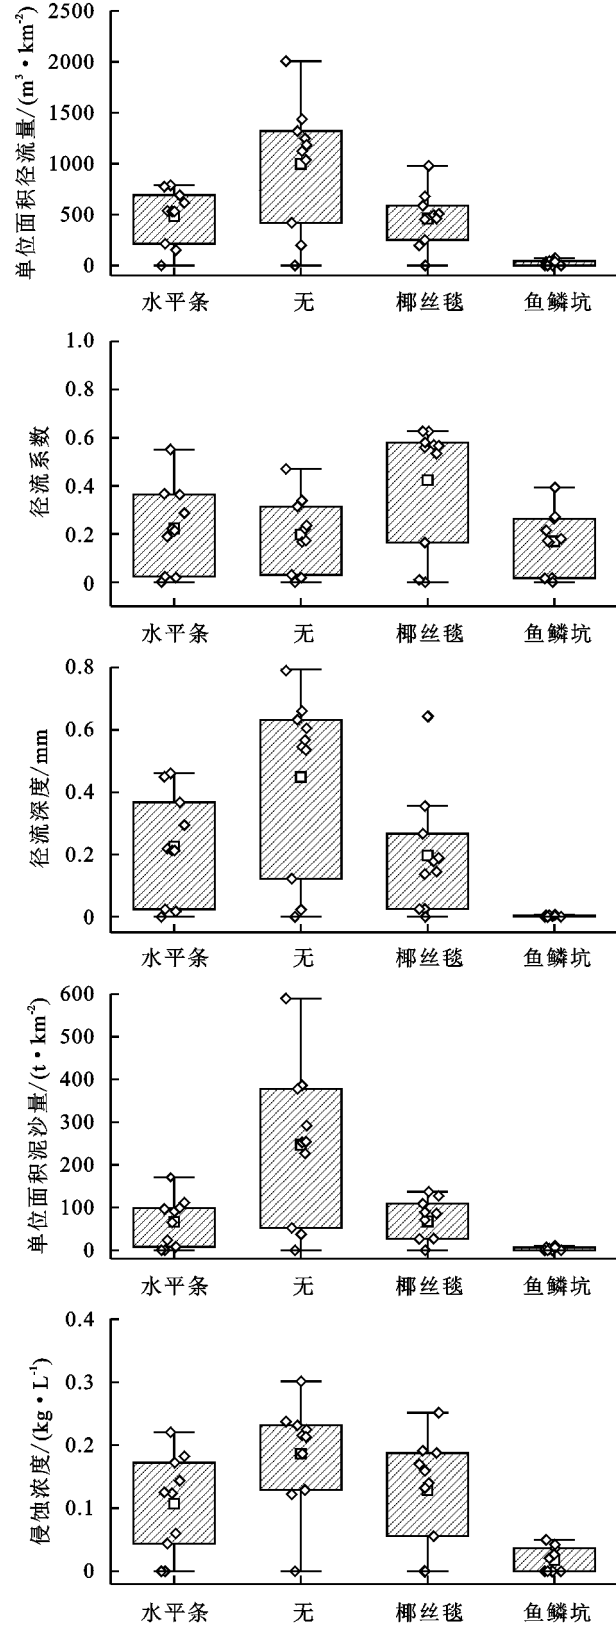 单位面积径流量/(m³·km⁻²)
2500
2000
1500
1000
500
0
水平条 无 椰丝毯 鱼鳞坑
径流系数
1.0
0.8
0.6
0.4
0.2
0
水平条 无 椰丝毯 鱼鳞坑
径流深度/mm
0.8
0.6
0.4
0.2
0
水平条 无 椰丝毯 鱼鳞坑
单位面积泥沙量/(t·km⁻²)
600
500
400
300
200
100
0
水平条 无 椰丝毯 鱼鳞坑
侵蚀浓度/(kg·L⁻¹)
0.4
0.3
0.2
0.1
0
水平条 无 椰丝毯 鱼鳞坑